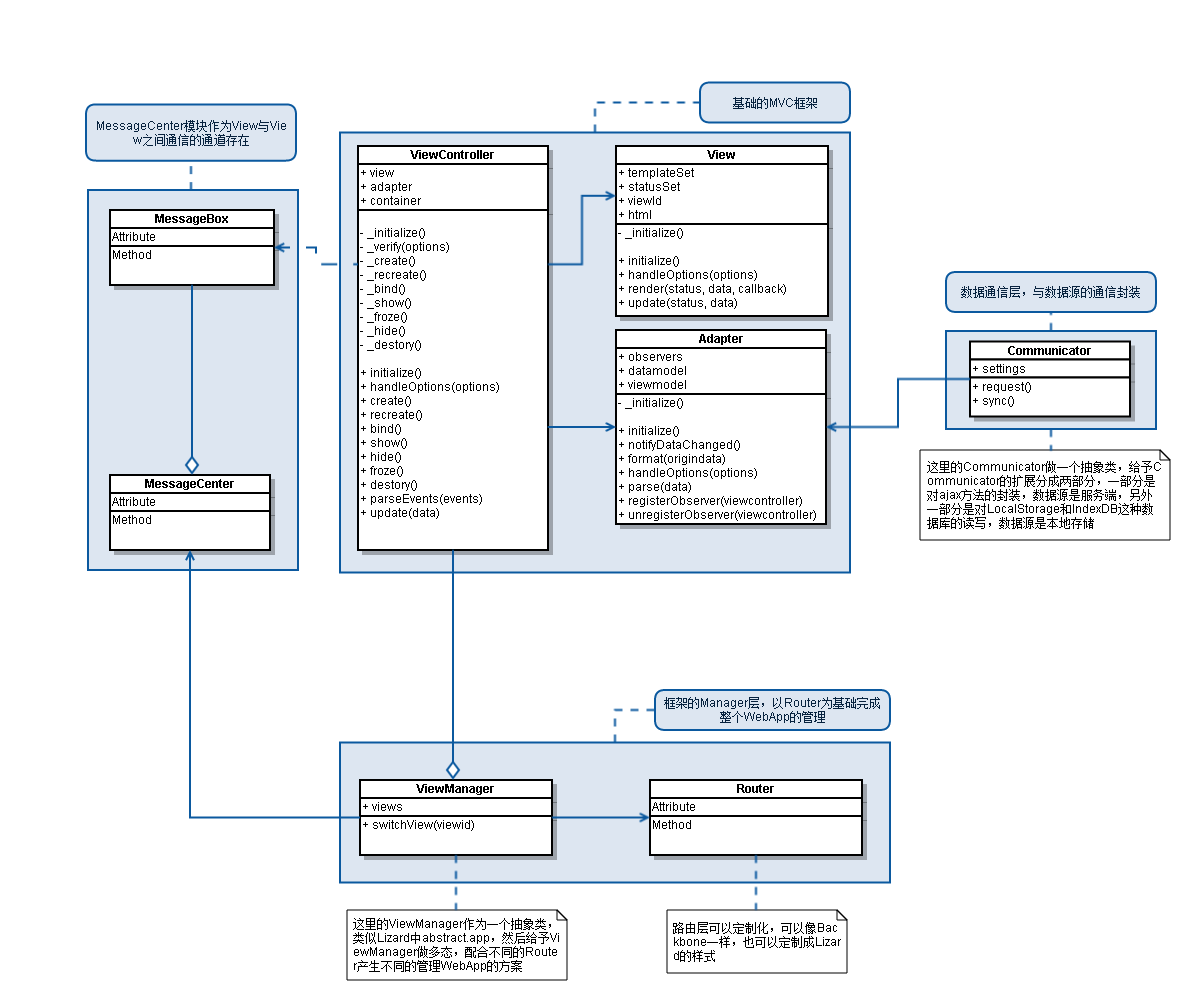 基础的MVC框架
MessageCenter模块作为View与Vie
w之间通信的通道存在
MessageBox
Attribute
Method
MessageCenter
Attribute
Method
ViewController
+ view
+ adapter
+ container
- _initialize()
- _verify(options)
- _create()
- _recreate()
- _bind()
- _show()
- _froze()
- _hide()
- _destory()
+ initialize()
+ handleOptions(options)
+ create()
+ recreate()
+ bind()
+ show()
+ hide()
+ froze()
+ destory()
+ parseEvents(events)
+ update(data)
View
+ templateSet
+ statusSet
+ viewId
+ html
- _initialize()
+ initialize()
+ handleOptions(options)
+ render(status, data, callback)
+ update(status, data)
Adapter
+ observers
+ datamodel
+ viewmodel
- _initialize()
+ initialize()
+ notifyDataChanged()
+ format(origindata)
+ handleOptions(options)
+ parse(data)
+ registerObserver(viewcontroller)
+ unregisterObserver(viewcontroller)
数据通信层，与数据源的通信封装
Communicator
+ settings
+ request()
+ sync()
这里的Communicator做一个抽象类，给予C
ommunicator的扩展分成两部分，一部分是
对ajax方法的封装，数据源是服务端，另外
一部分是对LocalStorage和IndexDB这种数
据库的读写，数据源是本地存储
框架的Manager层，以Router为基础完成
整个WebApp的管理
ViewManager
+ views
+ switchView(viewid)
Router
Attribute
Method
这里的ViewManager作为一个抽象类，
类似Lizard中abstract.app，然后给予Vi
ewManager做多态，配合不同的Route
r产生不同的管理WebApp的方案
路由层可以定制化，可以像Bac
kbone一样，也可以定制成Lizar
d的样式